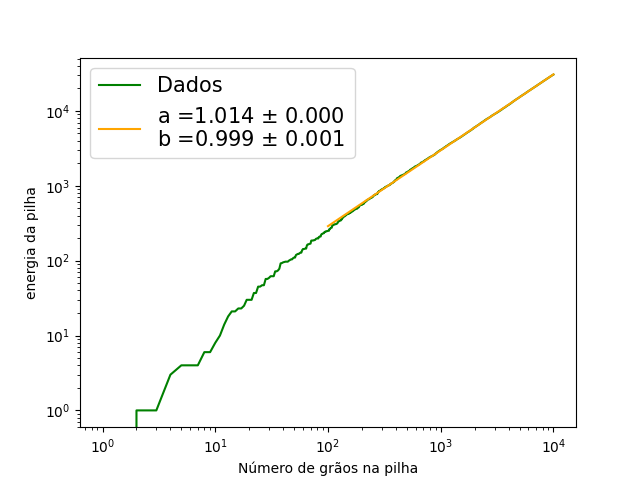 Dados
a =1.014 ± 0.000
b =0.999 ± 0.001
energia da pilha
10⁴
10³
10²
10¹
10⁰
10⁰ 10¹ 10² 10³ 10⁴
Número de grãos na pilha